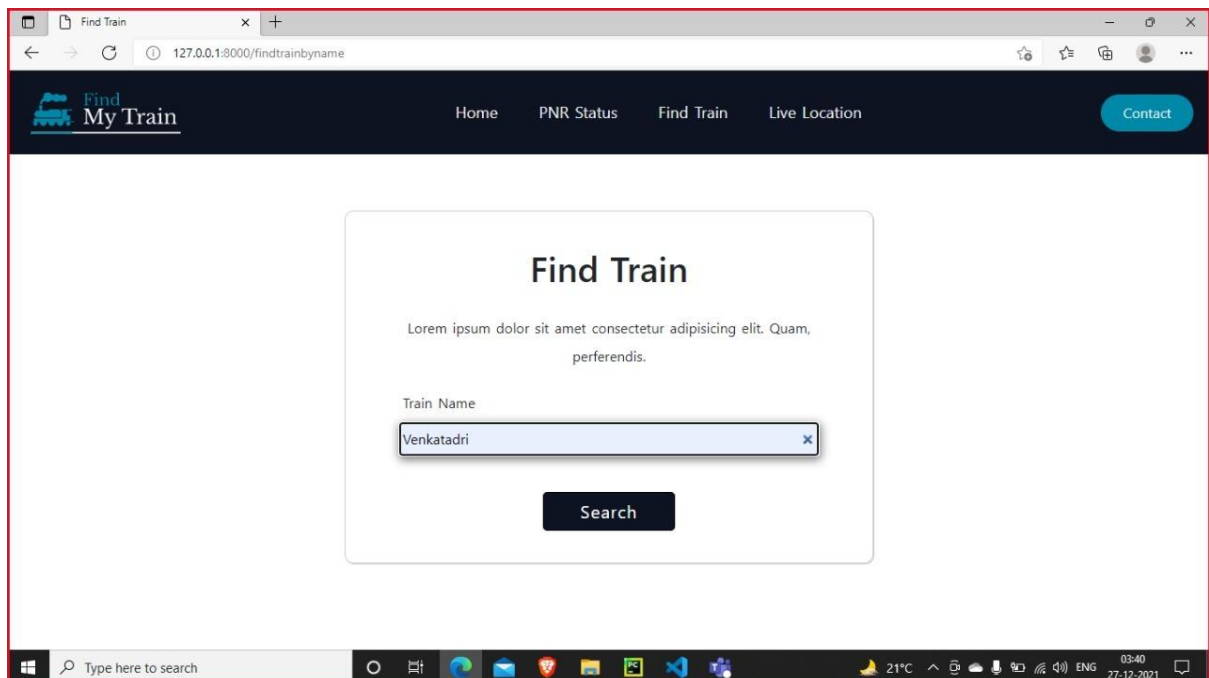 Find Train
127.0.0.1:8000/findtrainbyname
Find
My Train
Home PNR Status Find Train Live Location Contact
Find Train
Lorem ipsum dolor sit amet consectetur adipisicing elit. Quam,
perferendis.
Train Name
Venkatadri
Search
Type here to search
21°C ENG 03:40
27-12-2021